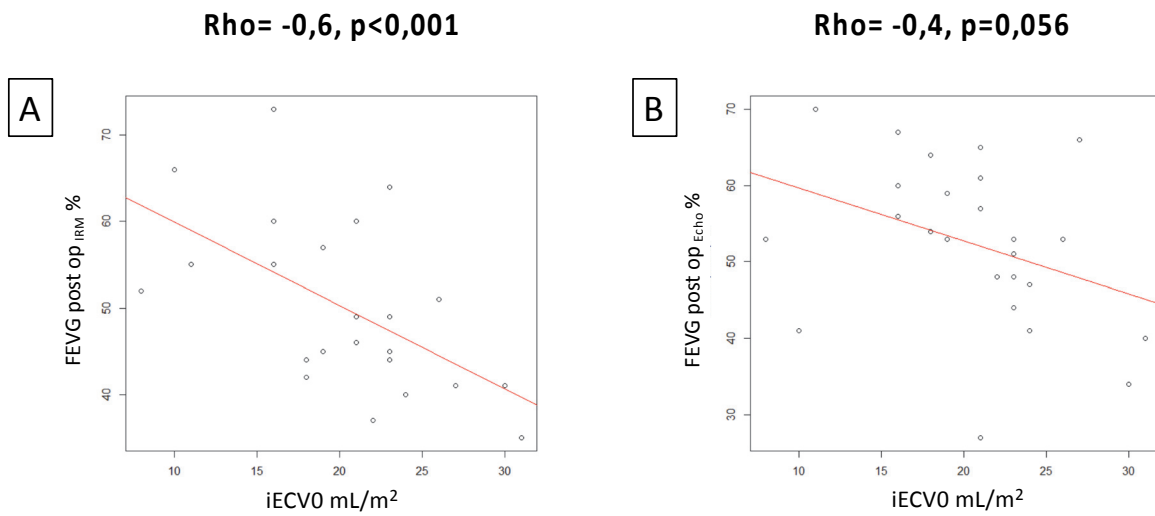 Rho= -0,6, p<0,001
Rho= -0,4, p=0,056
A
FEVG post op IRM %
70
60
50
40
10
15
20
25
30
iECV0 mL/m²
B
FEVG post op Echo %
70
60
50
40
30
10
15
20
25
30
iECV0 mL/m²